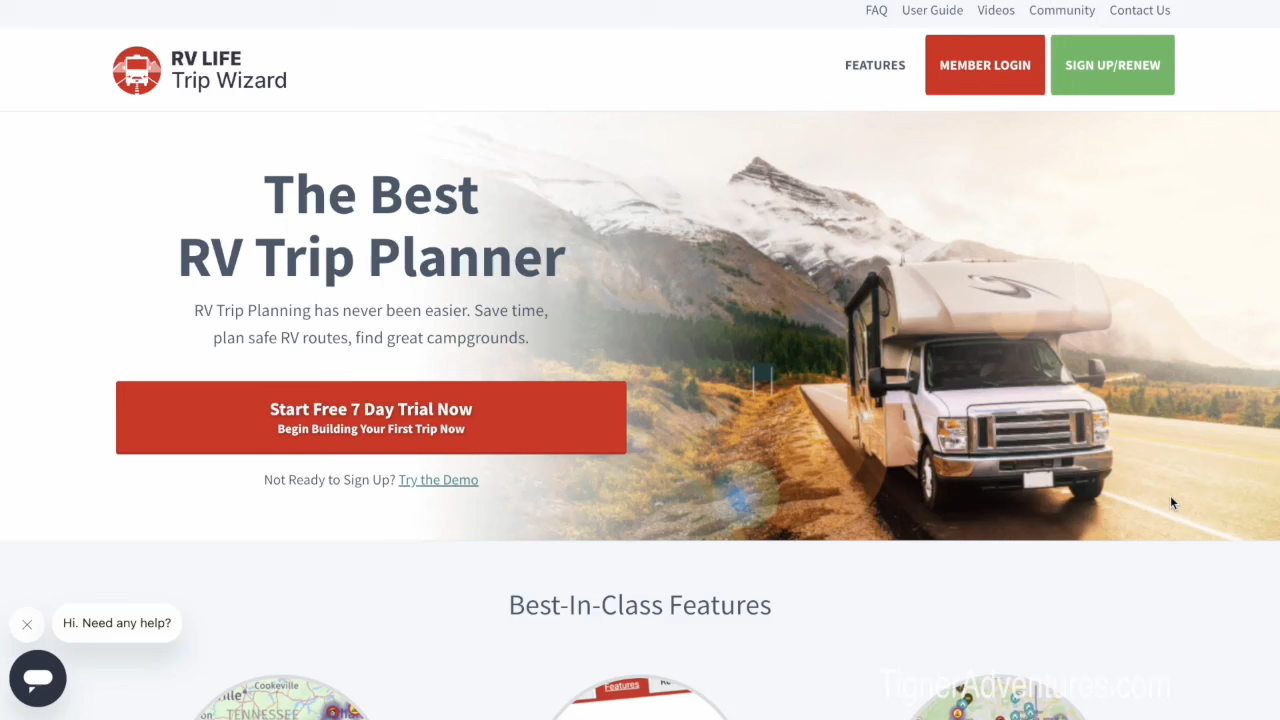 FAQ User Guide Videos Community Contact Us
RV LIFE
Trip Wizard
FEATURES MEMBER LOGIN SIGN UP/RENEW
The Best
RV Trip Planner
RV Trip Planning has never been easier. Save time,
plan safe RV routes, find great campgrounds.
Start Free 7 Day Trial Now
Begin Building Your First Trip Now
Not Ready to Sign Up? Try the Demo
Best-In-Class Features
Hi. Need any help?
Cookeville
TENNESSEE
Features
TignerAdventures.com